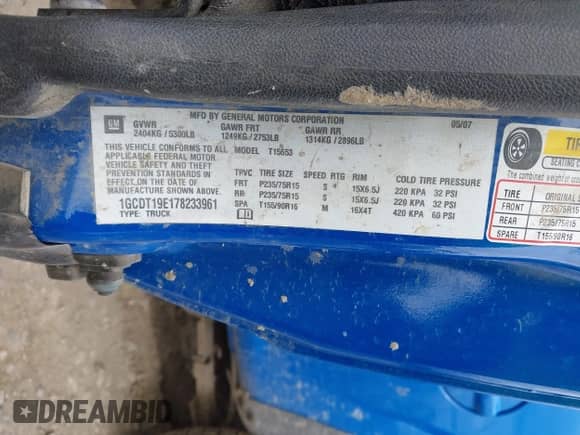 MFD BY GENERAL MOTORS CORPORATION
GM GVWR GAWR FRT GAWR RR 05/07
2404KG / 5300LB 1249KG / 2753LB 1314KG / 2896LB
THIS VEHICLE CONFORMS TO ALL
APPLICABLE FEDERAL MOTOR
VEHICLE SAFETY AND THEFT
PREVENTION STANDARDS IN
EFFECT ON THE DATE OF
MANUFACTURE SHOWN ABOVE.
1GCDT19E178233961
TYPE: TRUCK
MODEL T15653
TPVC TIRE SIZE SPEED RTG RIM COLD TIRE PRESSURE
FRT P235/75R15 S 15X6.5J 220 KPA 32 PSI
RR P235/75R15 S 15X6.5J 220 KPA 32 PSI
SPA T155/90R16 M 16X4T 420 KPA 60 PSI
SEATING
The combined weight of
TIRE ORIGINAL
FRONT P235/75R15
REAR P235/75R15
SPARE T155/90R16
DREAMBID